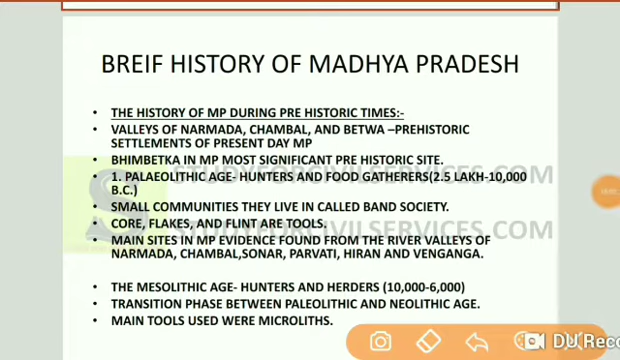 BREIF HISTORY OF MADHYA PRADESH
• THE HISTORY OF MP DURING PRE HISTORIC TIMES:-
• VALLEYS OF NARMADA, CHAMBAL, AND BETWA –PREHISTORIC
SETTLEMENTS OF PRESENT DAY MP
• BHIMBETKA IN MP MOST SIGNIFICANT PRE HISTORIC SITE.
STUDYFORCIVILSERVICES.COM
• 1. PALAEOLITHIC AGE- HUNTERS AND FOOD GATHERERS(2.5 LAKH-10,000
B.C.)
• SMALL COMMUNITIES THEY LIVE IN CALLED BAND SOCIETY.
• CORE, FLAKES, AND FLINT ARE TOOLS.
STUDYFORCIVILSERVICES.COM
• MAIN SITES IN MP EVIDENCE FOUND FROM THE RIVER VALLEYS OF
NARMADA, CHAMBAL,SONAR, PARVATI, HIRAN AND VENGANGA.
• THE MESOLITHIC AGE- HUNTERS AND HERDERS (10,000-6,000)
• TRANSITION PHASE BETWEEN PALEOLITHIC AND NEOLITHIC AGE.
• MAIN TOOLS USED WERE MICROLITHS.